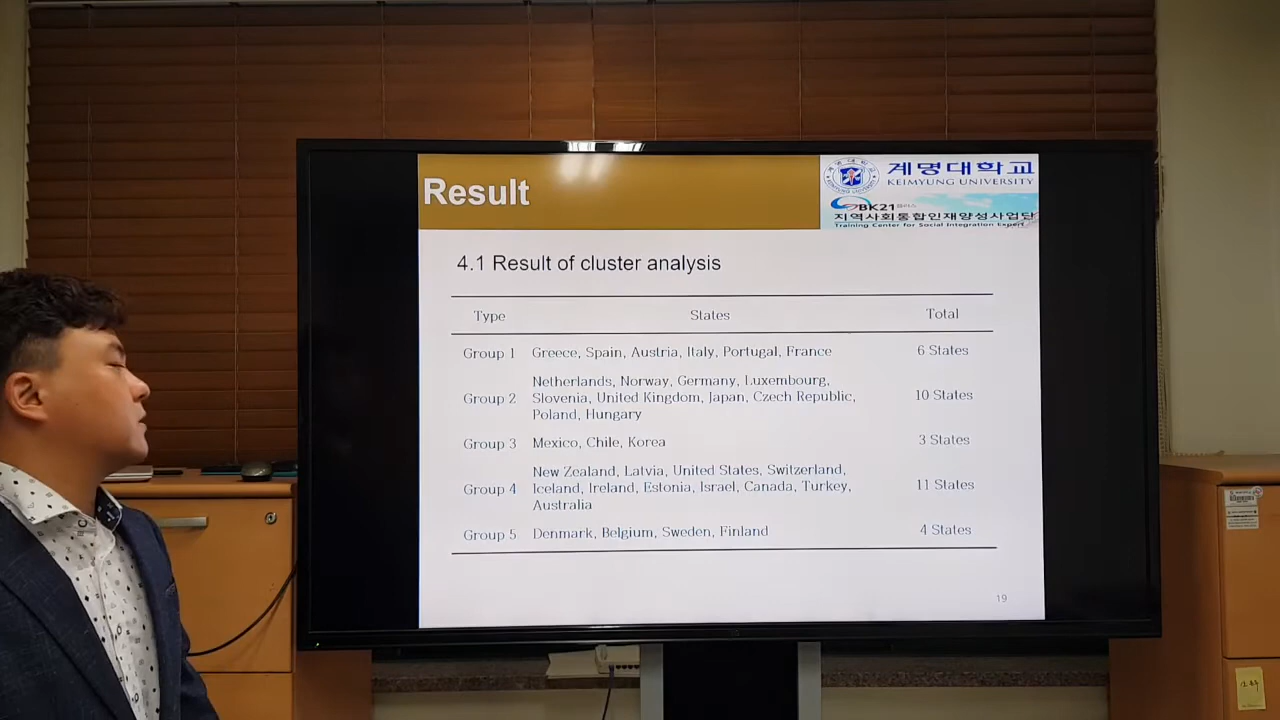 Result
계명대학교
KEIMYUNG UNIVERSITY
BK21 플러스
지역사회통합인재양성사업단
Training Center for Social Integration Expert
4.1 Result of cluster analysis
Type States Total
Group 1 Greece, Spain, Austria, Italy, Portugal, France 6 States
Netherlands, Norway, Germany, Luxembourg,
Group 2 Slovenia, United Kingdom, Japan, Czech Republic, 10 States
Poland, Hungary
Group 3 Mexico, Chile, Korea 3 States
New Zealand, Latvia, United States, Switzerland,
Group 4 Iceland, Ireland, Estonia, Israel, Canada, Turkey, 11 States
Australia
Group 5 Denmark, Belgium, Sweden, Finland 4 States
19